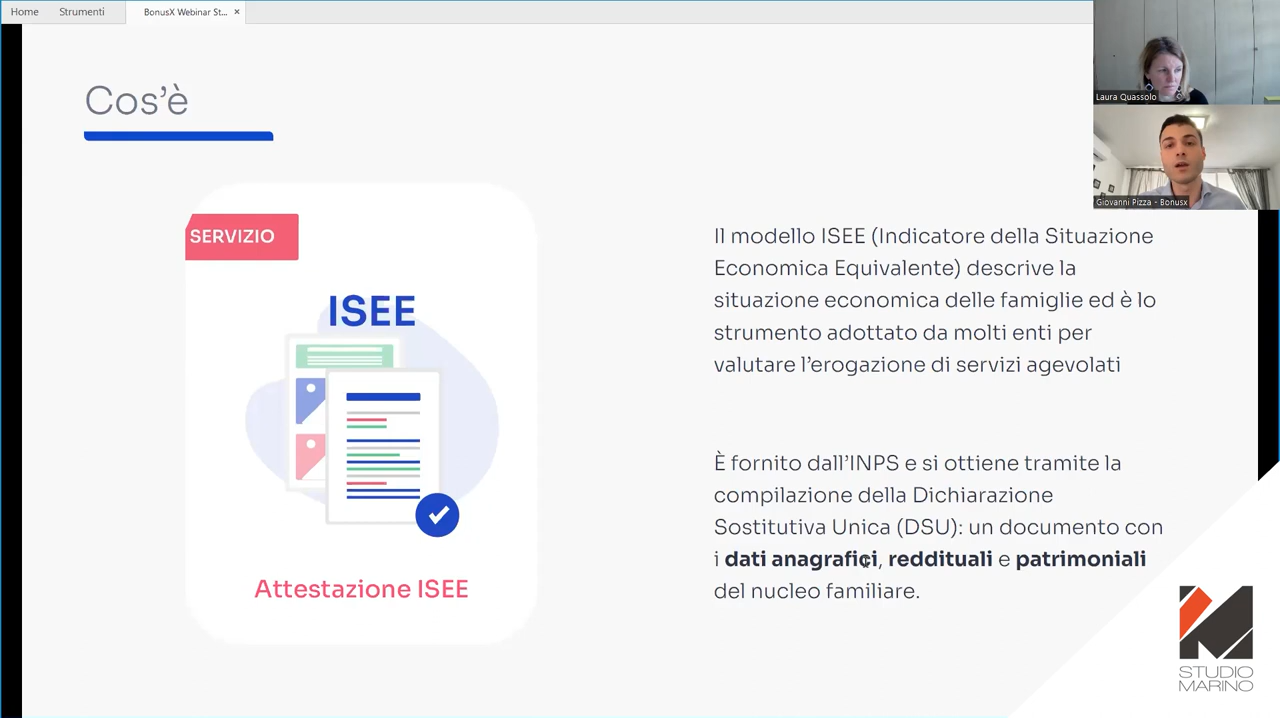 Home
Strumenti
BonusX Webinar St...
×
Laura Quassolo
Giovanni Pizza - Bonusx
Cos'è
SERVIZIO
ISEE
Attestazione ISEE
Il modello ISEE (Indicatore della Situazione
Economica Equivalente) descrive la
situazione economica delle famiglie ed è lo
strumento adottato da molti enti per
valutare l'erogazione di servizi agevolati
È fornito dall'INPS e si ottiene tramite la
compilazione della Dichiarazione
Sostitutiva Unica (DSU): un documento con
i dati anagrafici, reddituali e patrimoniali
del nucleo familiare.
STUDIO
MARINO